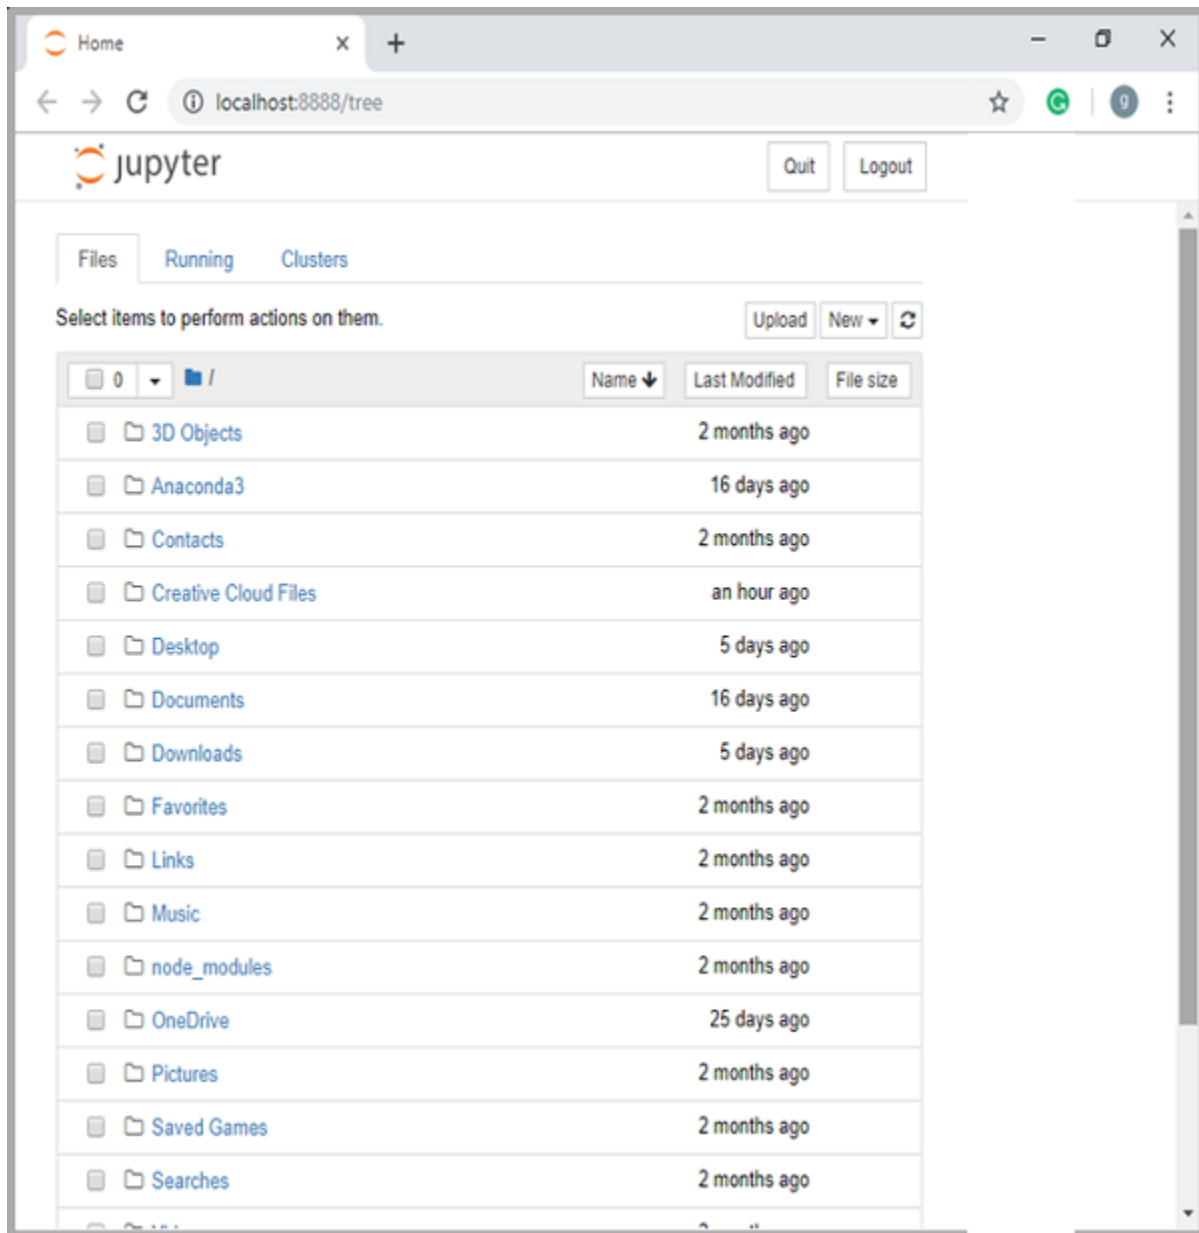 Home
localhost:8888/tree
g
jupyter
Quit Logout
Files Running Clusters
Select items to perform actions on them.
Upload New
0 / Name Last Modified File size
3D Objects 2 months ago
Anaconda3 16 days ago
Contacts 2 months ago
Creative Cloud Files an hour ago
Desktop 5 days ago
Documents 16 days ago
Downloads 5 days ago
Favorites 2 months ago
Links 2 months ago
Music 2 months ago
node_modules 2 months ago
OneDrive 25 days ago
Pictures 2 months ago
Saved Games 2 months ago
Searches 2 months ago